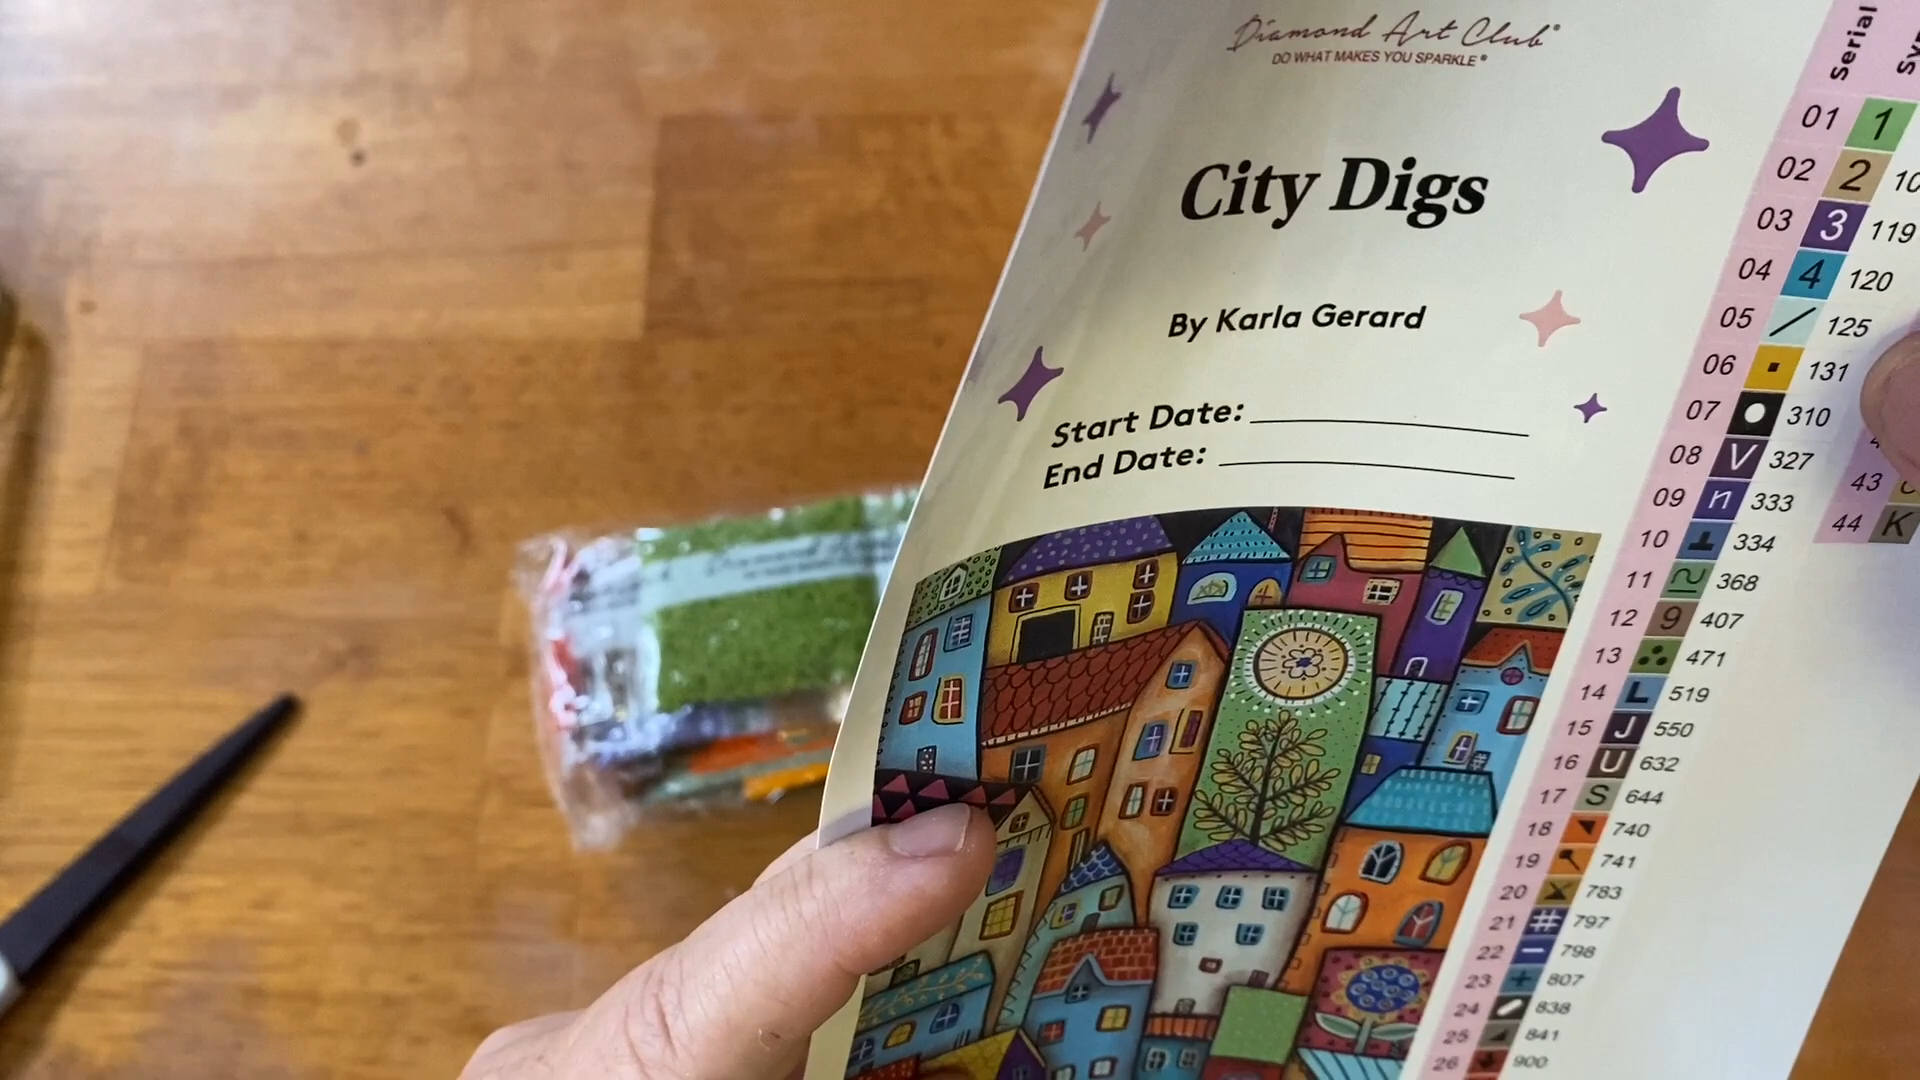 Diamond Art Club®
DO WHAT MAKES YOU SPARKLE®
City Digs
By Karla Gerard
Start Date:
End Date:
Serial
01 1
02 2
03 3 119
04 4 120
05 125
06 131
07 310
08 V 327
09 n 333
10 334
11 368
12 9 407
13 471
14 L 519
15 J 550
16 U 632
17 S 644
18 740
19 741
20 783
21 # 797
22 – 798
23 + 807
24 838
25 841
26 900
43
44 K